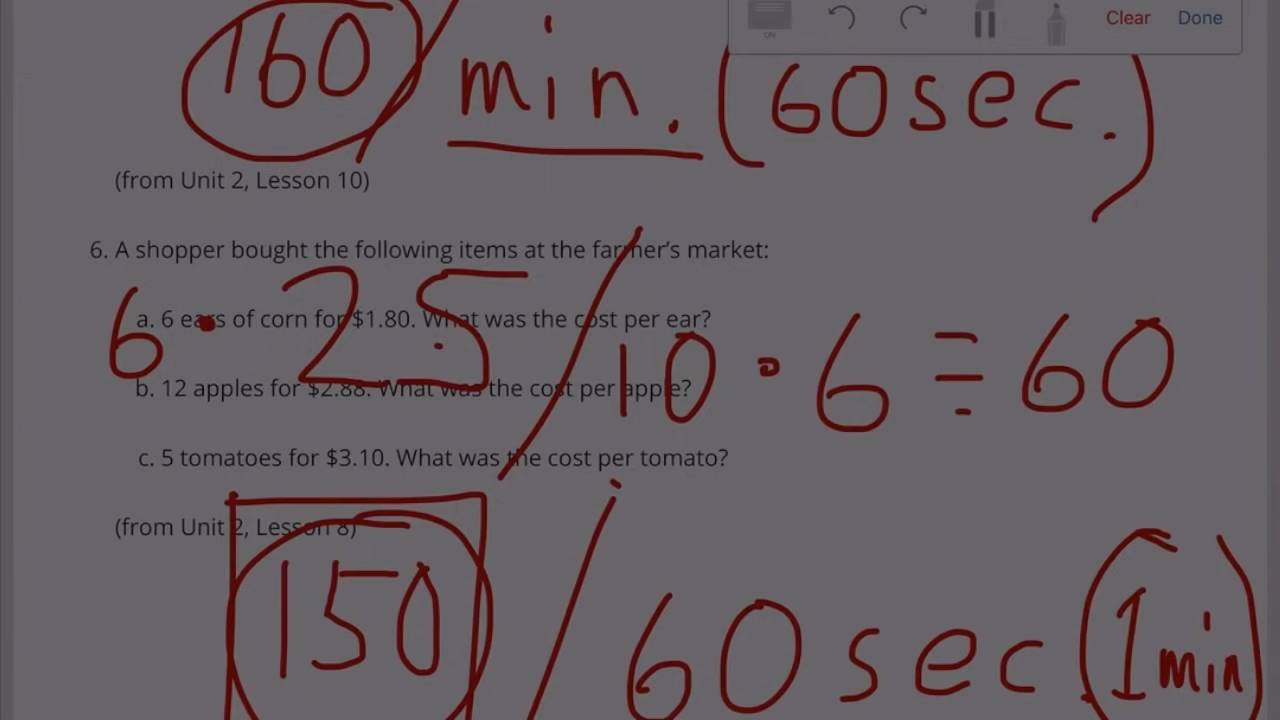 ON Clear Done
160/min. (60sec.)
(from Unit 2, Lesson 10)
6. A shopper bought the following items at the farmer's market:
a. 6 ears of corn for $1.80. What was the cost per ear?
6 · 25/10 · 6 = 60
b. 12 apples for $2.88. What was the cost per apple?
c. 5 tomatoes for $3.10. What was the cost per tomato?
(from Unit 2, Lesson 8)
150/60 sec. (1 min)